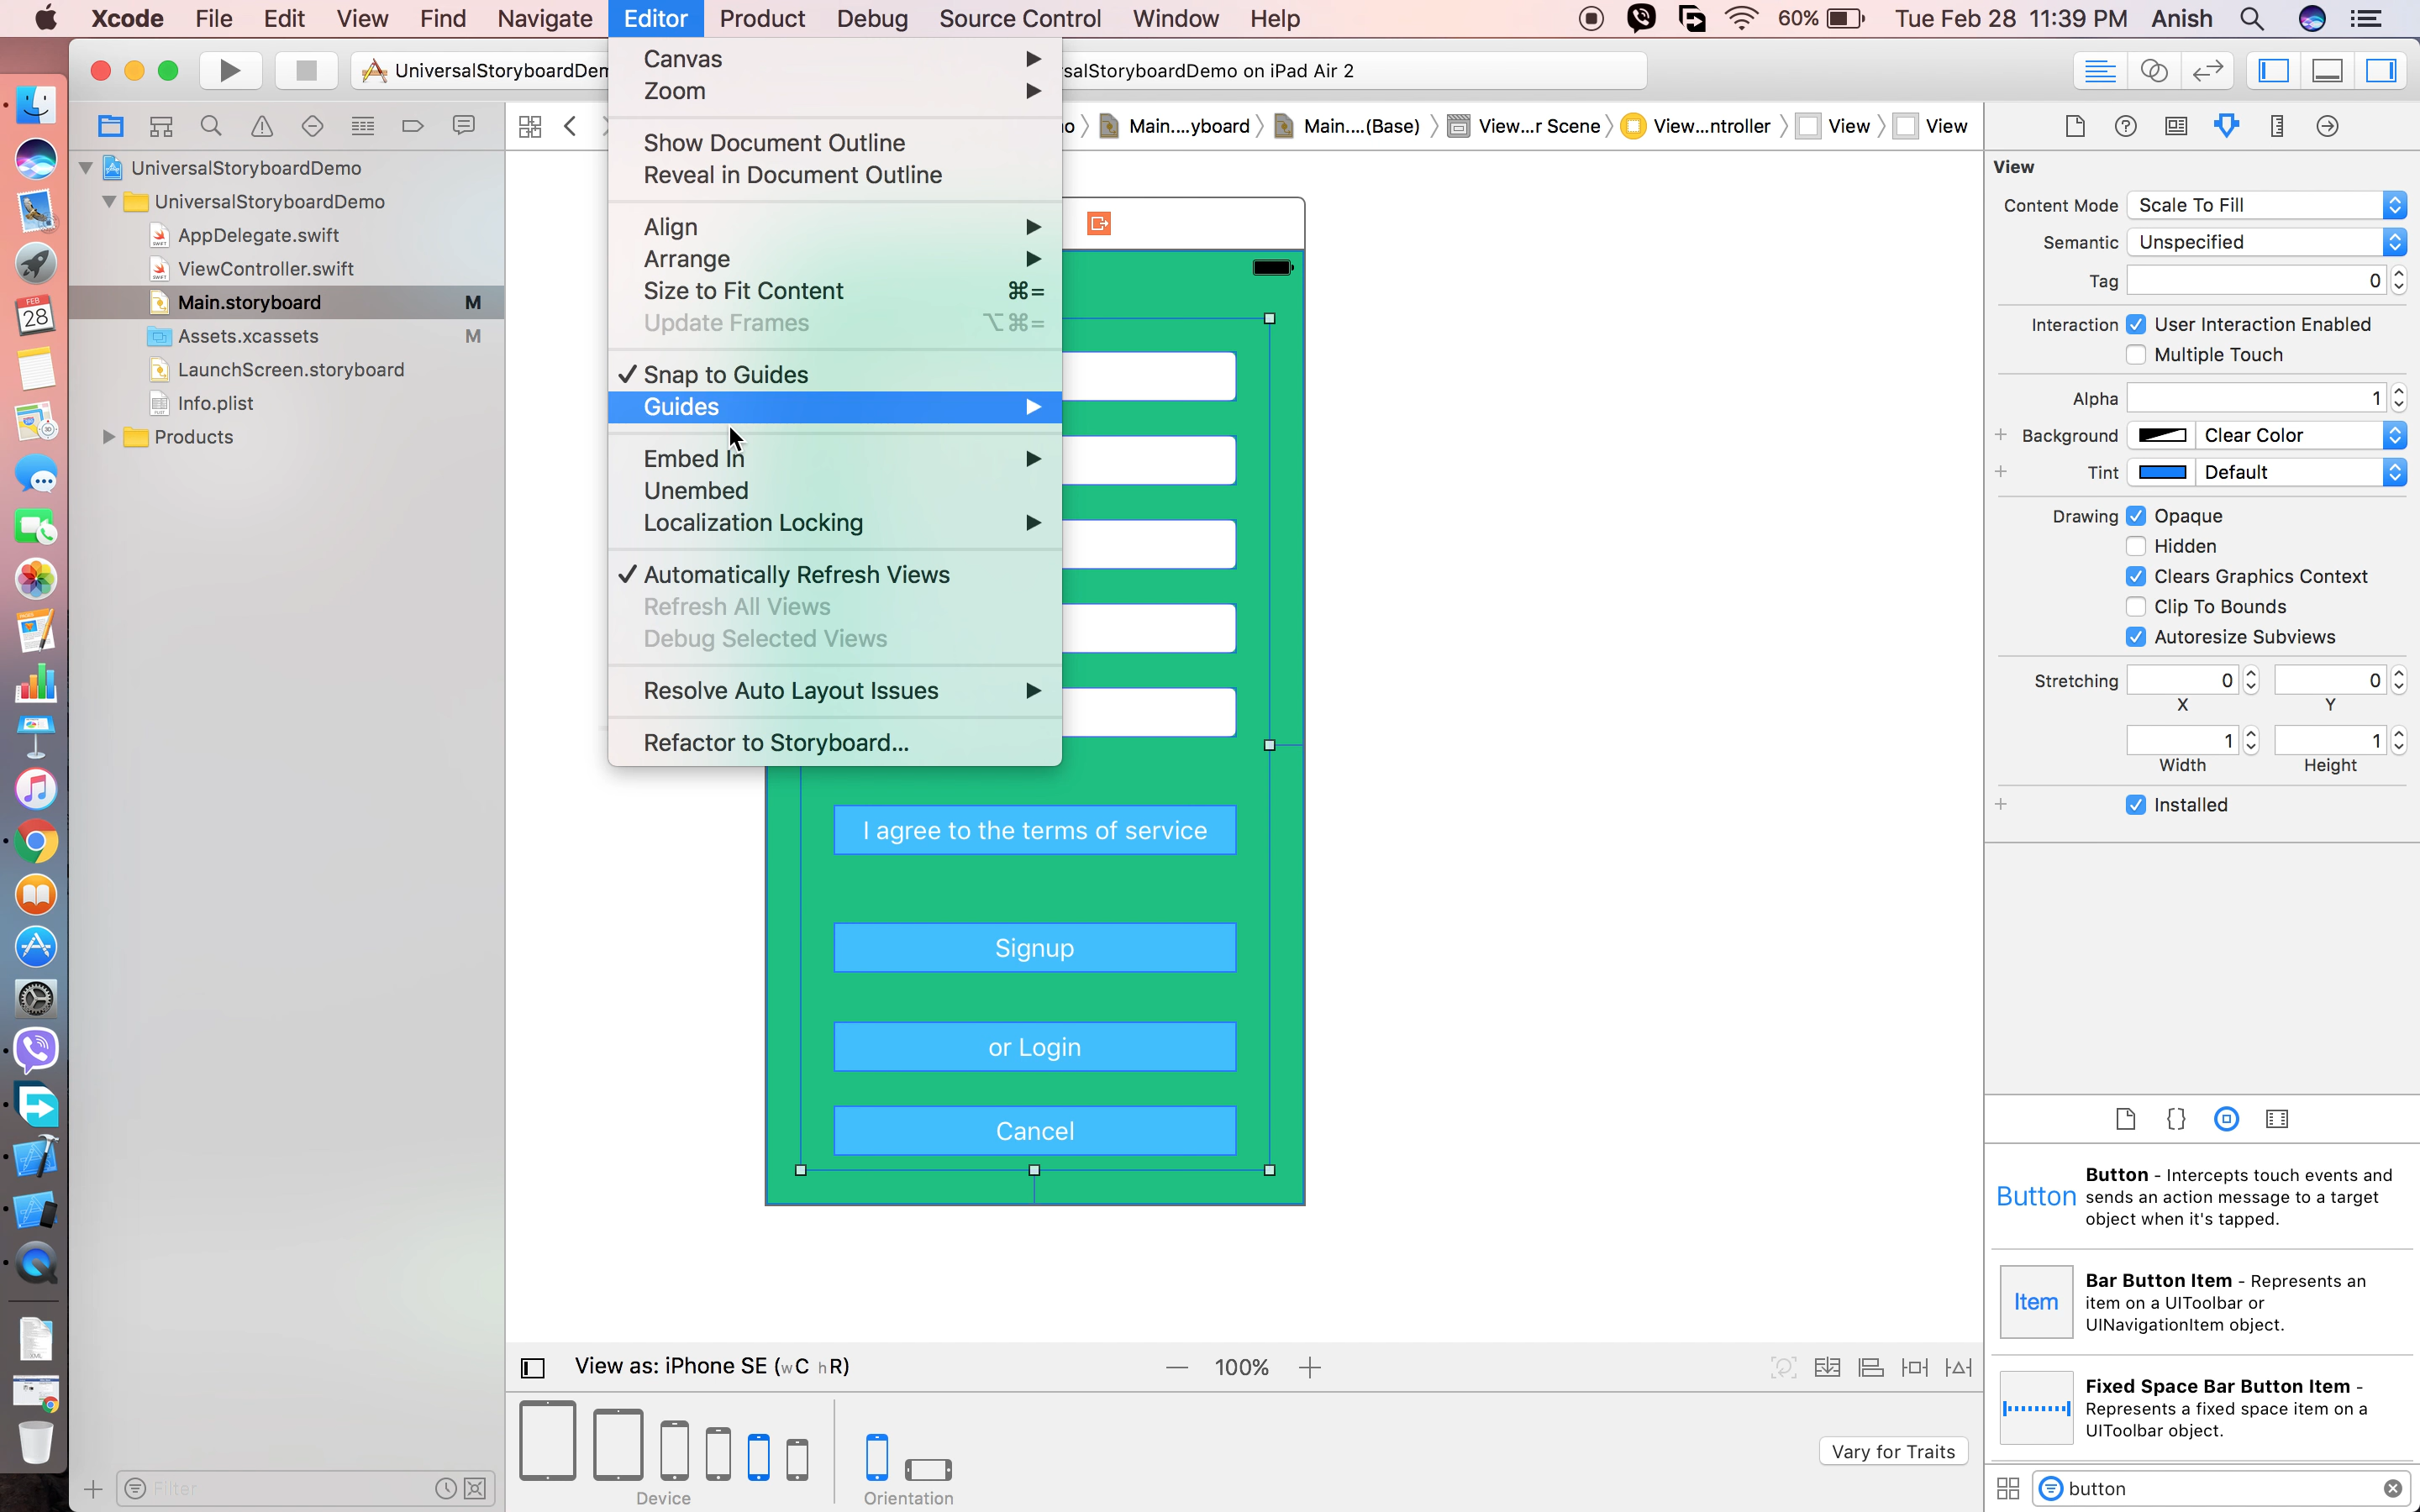 Xcode File Edit View Find Navigate Editor Product Debug Source Control Window Help 60% Tue Feb 28 11:39 PM Anish
UniversalStoryboardDem
salStoryboardDemo on iPad Air 2
Canvas
Zoom
Show Document Outline
Reveal in Document Outline
Align
Arrange
Size to Fit Content ⌘=
Update Frames ⌥⌘=
✓ Snap to Guides
Guides
Embed In
Unembed
Localization Locking
✓ Automatically Refresh Views
Refresh All Views
Debug Selected Views
Resolve Auto Layout Issues
Refactor to Storyboard...
o Main....yboard Main....(Base) View...r Scene View...ntroller View View
UniversalStoryboardDemo
UniversalStoryboardDemo
AppDelegate.swift
ViewController.swift
Main.storyboard M
Assets.xcassets M
LaunchScreen.storyboard
Info.plist
Products
FEB
28
I agree to the terms of service
Signup
or Login
Cancel
View as: iPhone SE (wC hR)
100%
Device
Orientation
Vary for Traits
Filter
View
Content Mode Scale To Fill
Semantic Unspecified
Tag 0
Interaction User Interaction Enabled
Multiple Touch
Alpha 1
+ Background Clear Color
+ Tint Default
Drawing Opaque
Hidden
Clears Graphics Context
Clip To Bounds
Autoresize Subviews
Stretching 0 0
X Y
1 1
Width Height
+ Installed
{}
Button
Button - Intercepts touch events and
sends an action message to a target
object when it's tapped.
Item
Bar Button Item - Represents an
item on a UIToolbar or
UINavigationItem object.
Fixed Space Bar Button Item -
Represents a fixed space item on a
UIToolbar object.
button